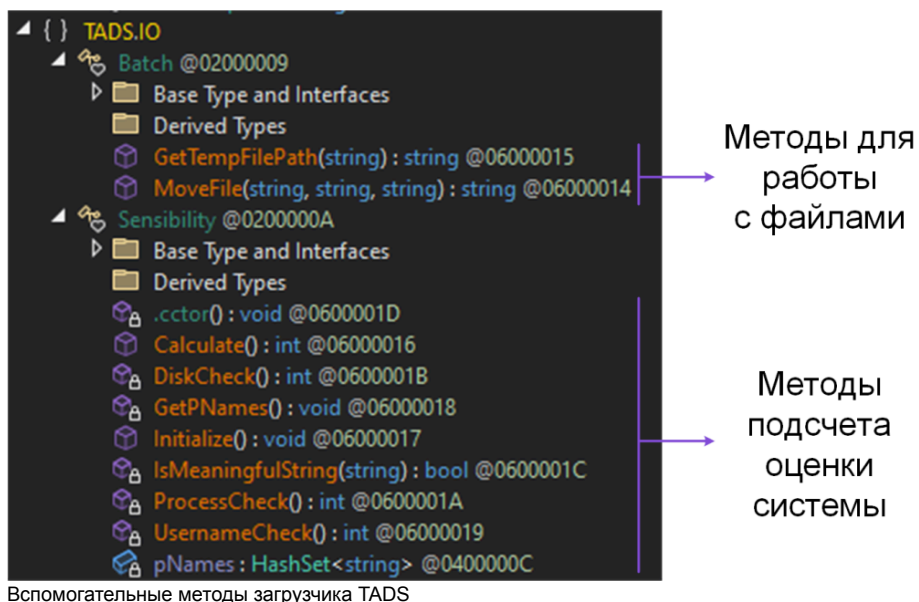 { } TADS.IO
Batch @02000009
Base Type and Interfaces
Derived Types
GetTempFilePath(string) : string @06000015
MoveFile(string, string, string) : string @06000014
Sensibility @0200000A
Base Type and Interfaces
Derived Types
.cctor() : void @0600001D
Calculate() : int @06000016
DiskCheck() : int @0600001B
GetPNames() : void @06000018
Initialize() : void @06000017
IsMeaningfulString(string) : bool @0600001C
ProcessCheck() : int @0600001A
UsernameCheck() : int @06000019
pNames : HashSet<string> @0400000C
Методы для
работы
с файлами
Методы
подсчета
оценки
системы
Вспомогательные методы загрузчика TADS